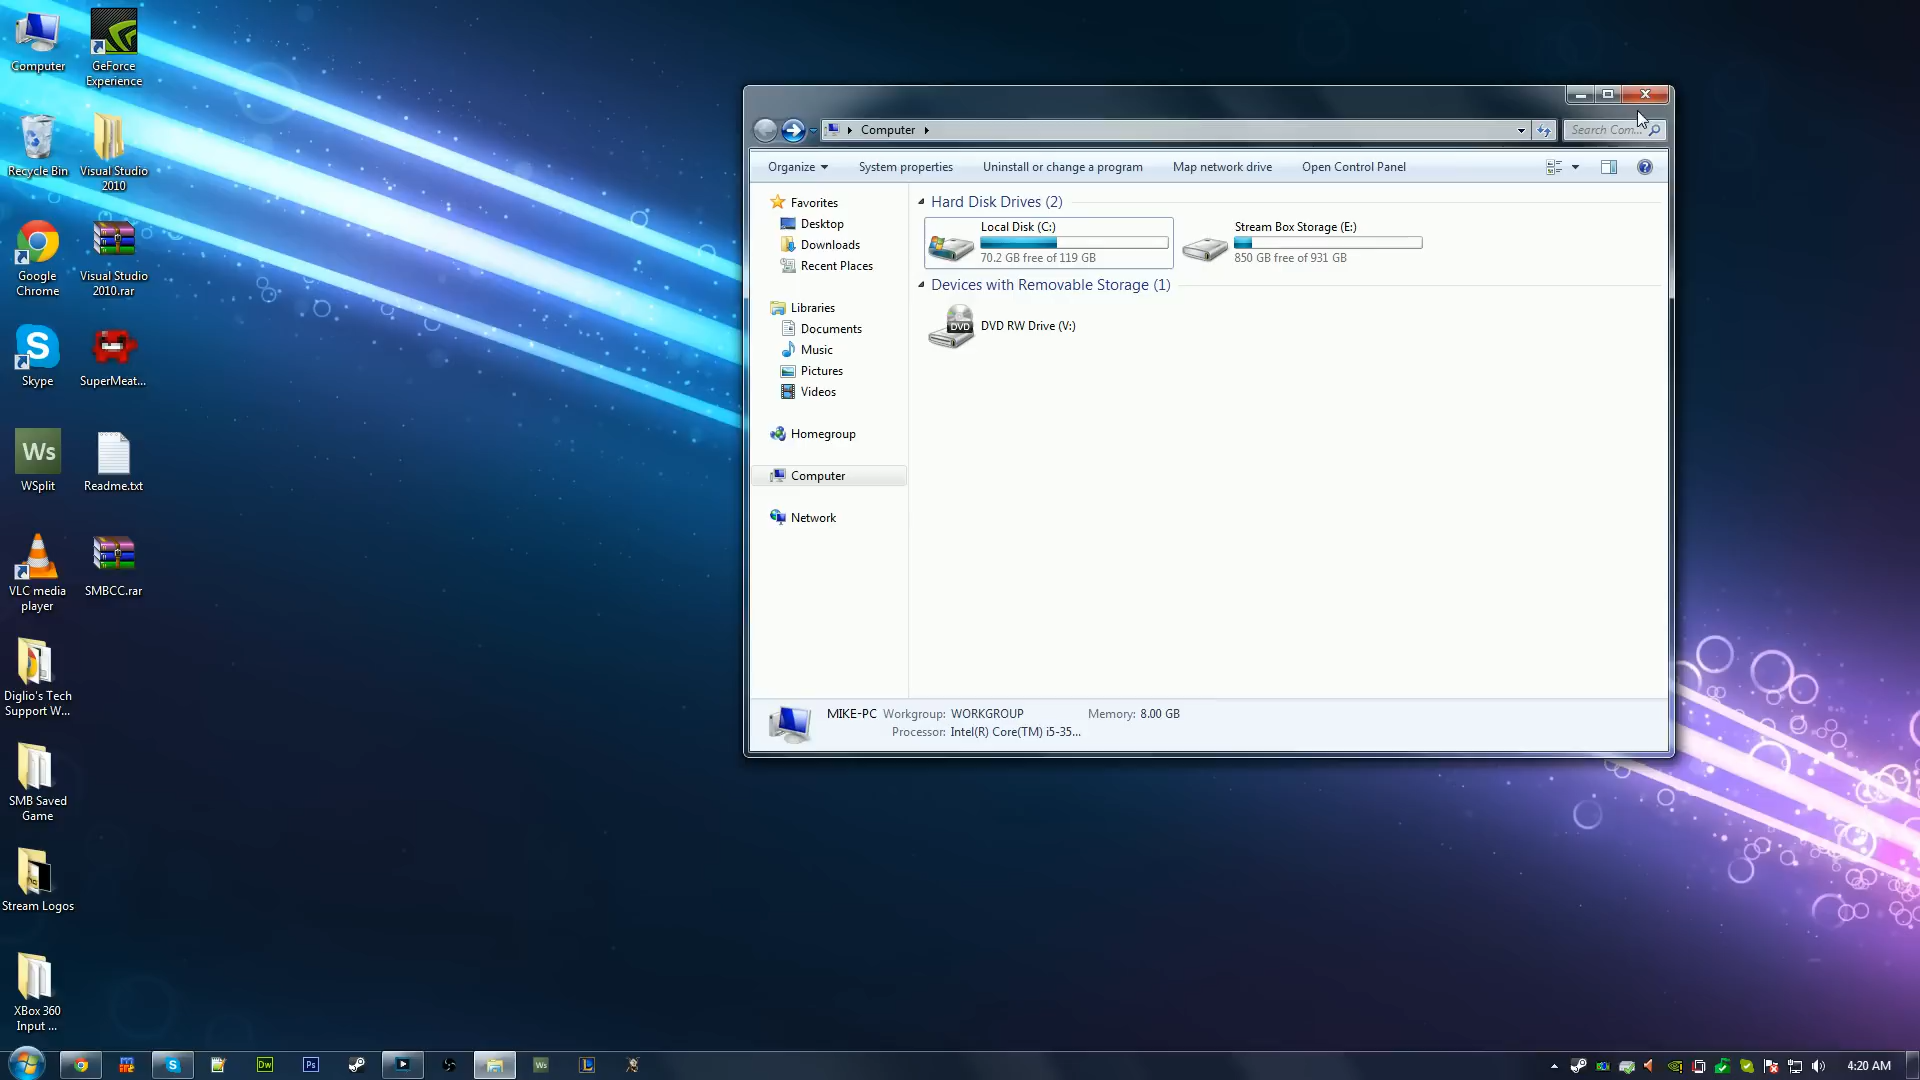 Computer
GeForce
Experience
Recycle Bin
Visual Studio
2010
Google
Chrome
Visual Studio
2010.rar
Skype
SuperMeat...
Ws
WSplit
Readme.txt
VLC media
player
SMBCC.rar
Diglio's Tech
Support W...
SMB Saved
Game
Stream Logos
XBox 360
Input ...
Computer
Search Com...
Organize
System properties
Uninstall or change a program
Map network drive
Open Control Panel
Favorites
Desktop
Downloads
Recent Places
Libraries
Documents
Music
Pictures
Videos
Homegroup
Computer
Network
Hard Disk Drives (2)
Local Disk (C:)
70.2 GB free of 119 GB
Stream Box Storage (E:)
850 GB free of 931 GB
Devices with Removable Storage (1)
DVD
DVD RW Drive (V:)
MIKE-PC Workgroup: WORKGROUP Memory: 8.00 GB
Processor: Intel(R) Core(TM) i5-35...
Dw
Ps
Ws
L
4:20 AM